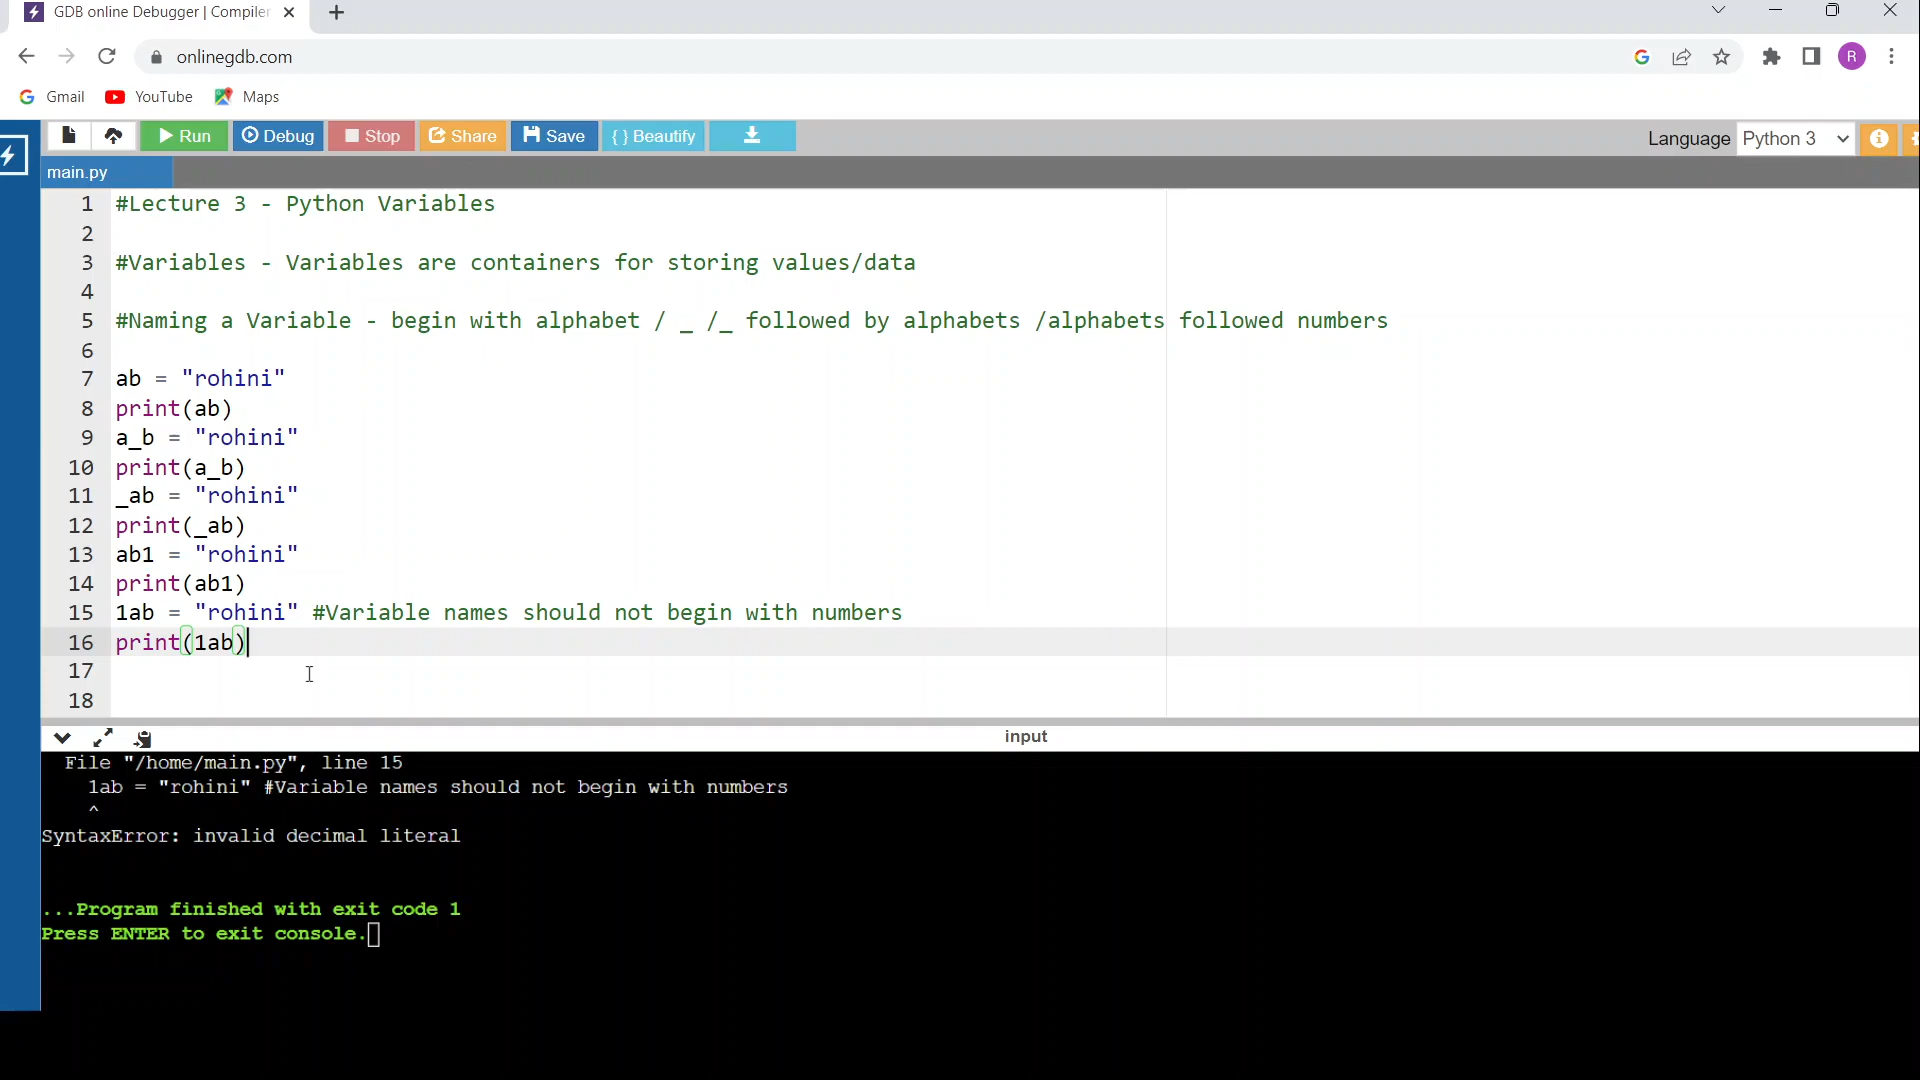 GDB online Debugger | Compiler
onlinegdb.com
R
Gmail YouTube Maps
Run Debug Stop Share Save { } Beautify Language Python 3
main.py
1 #Lecture 3 - Python Variables
2
3 #Variables - Variables are containers for storing values/data
4
5 #Naming a Variable - begin with alphabet / _ /_ followed by alphabets /alphabets followed numbers
6
7 ab = "rohini"
8 print(ab)
9 a_b = "rohini"
10 print(a_b)
11 _ab = "rohini"
12 print(_ab)
13 ab1 = "rohini"
14 print(ab1)
15 1ab = "rohini" #Variable names should not begin with numbers
16 print(1ab)
17
18
input
File "/home/main.py", line 15
1ab = "rohini" #Variable names should not begin with numbers
^
SyntaxError: invalid decimal literal
...Program finished with exit code 1
Press ENTER to exit console.